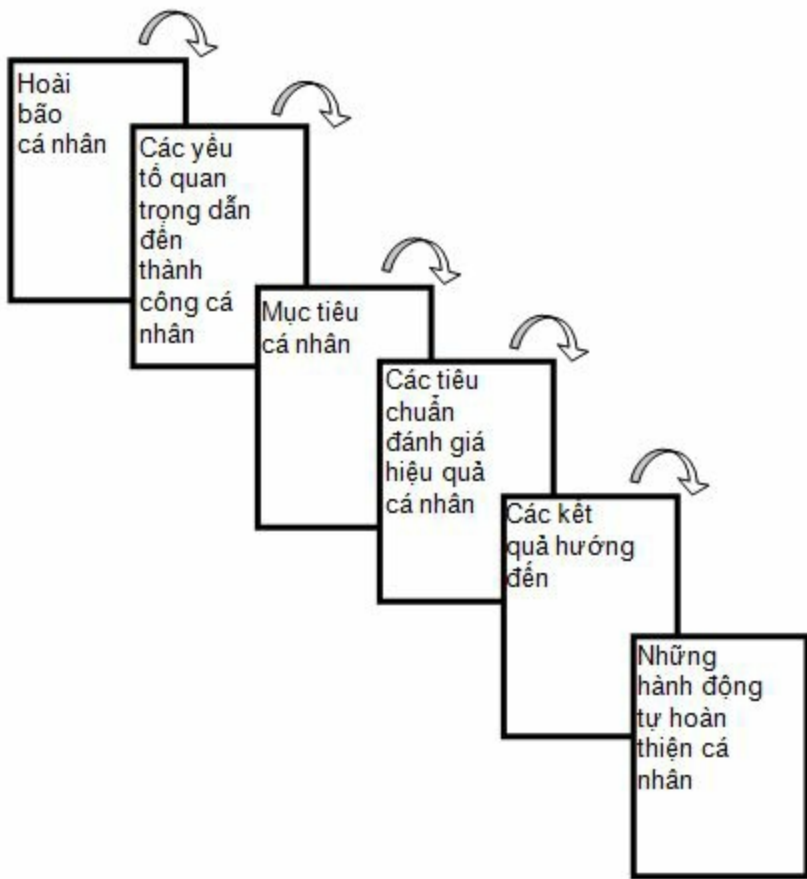 Hoài
bão
cá nhân
Các yếu
tố quan
trọng dẫn
đến
thành
công cá
nhân
Mục tiêu
cá nhân
Các tiêu
chuẩn
đánh giá
hiệu quả
cá nhân
Các kết
quả hướng
đến
Những
hành động
tự hoàn
thiện cá
nhân